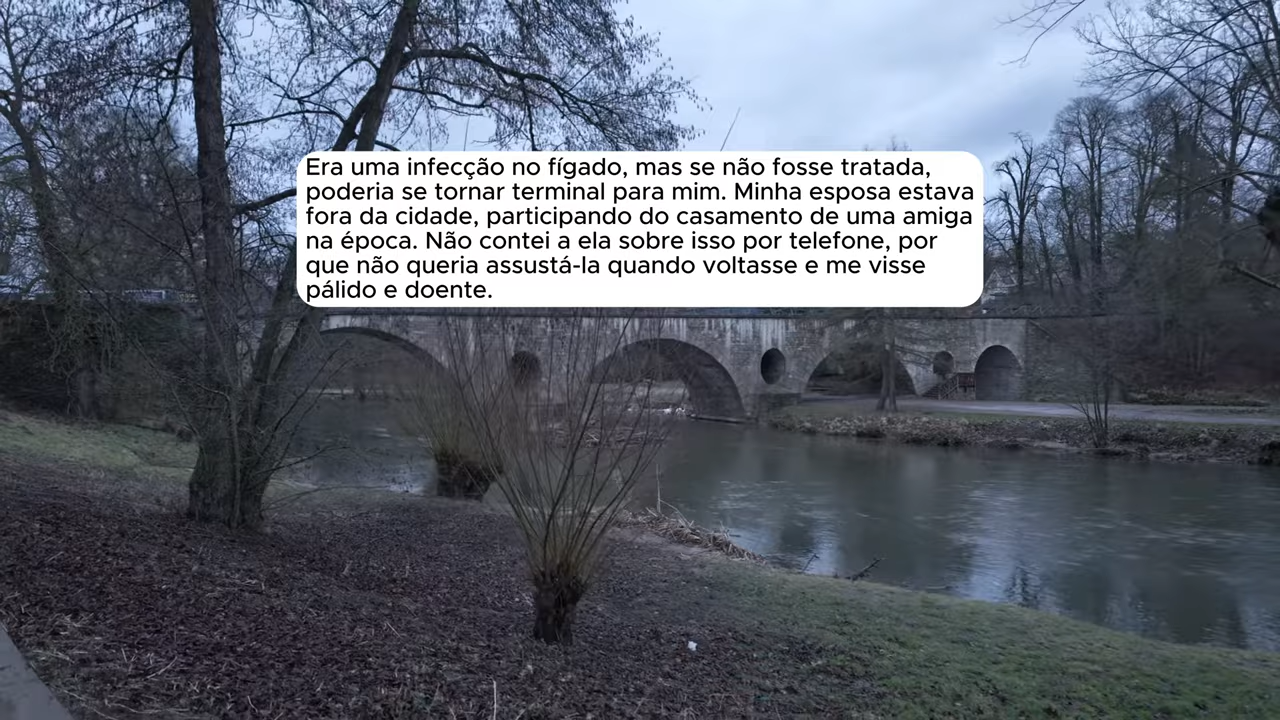 Era uma infecção no fígado, mas se não fosse tratada,
poderia se tornar terminal para mim. Minha esposa estava
fora da cidade, participando do casamento de uma amiga
na época. Não contei a ela sobre isso por telefone, por
que não queria assustá-la quando voltasse e me visse
pálido e doente.